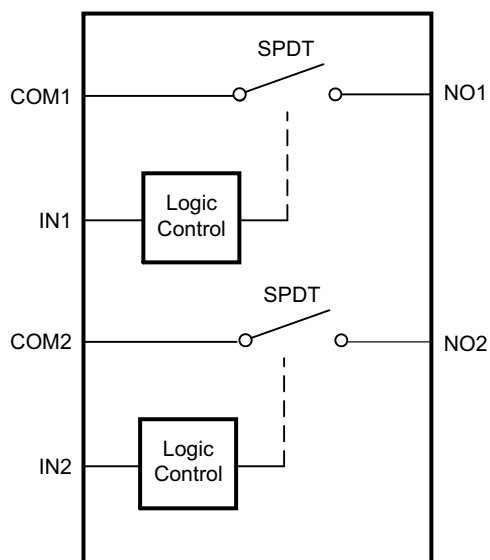 SPDT
COM1
NO1
IN1
Logic
Control
SPDT
COM2
NO2
IN2
Logic
Control